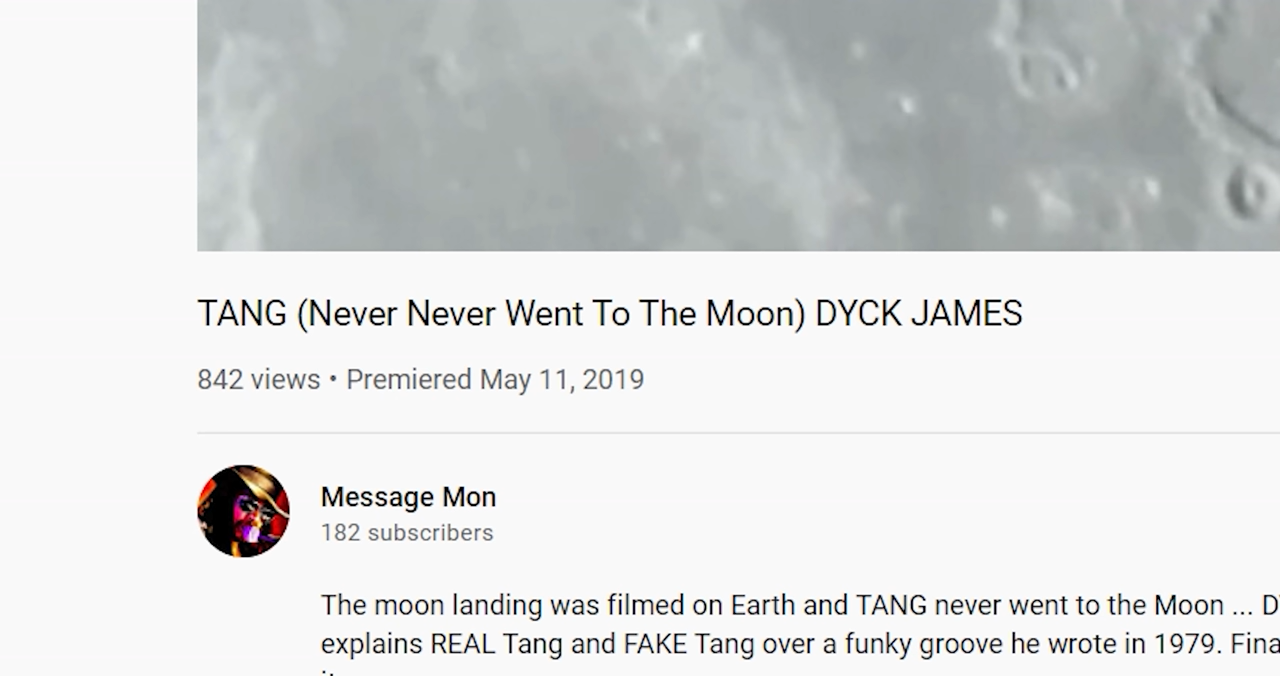 TANG (Never Never Went To The Moon) DYCK JAMES
842 views • Premiered May 11, 2019
Message Mon
182 subscribers
The moon landing was filmed on Earth and TANG never went to the Moon ...
explains REAL Tang and FAKE Tang over a funky groove he wrote in 1979.